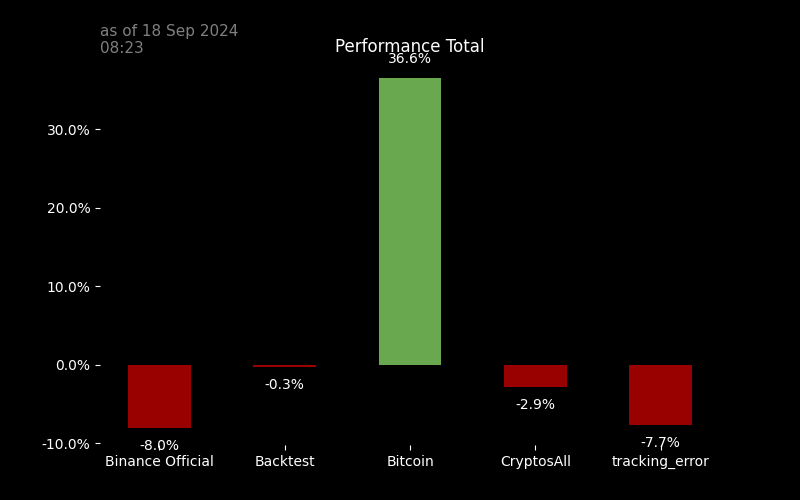 as of 18 Sep 2024
08:23
Performance Total
36.6%
30.0%
20.0%
10.0%
0.0%
-0.3%
-2.9%
-10.0%
-8.0%
-7.7%
Binance Official
Backtest
Bitcoin
CryptosAll
tracking_error